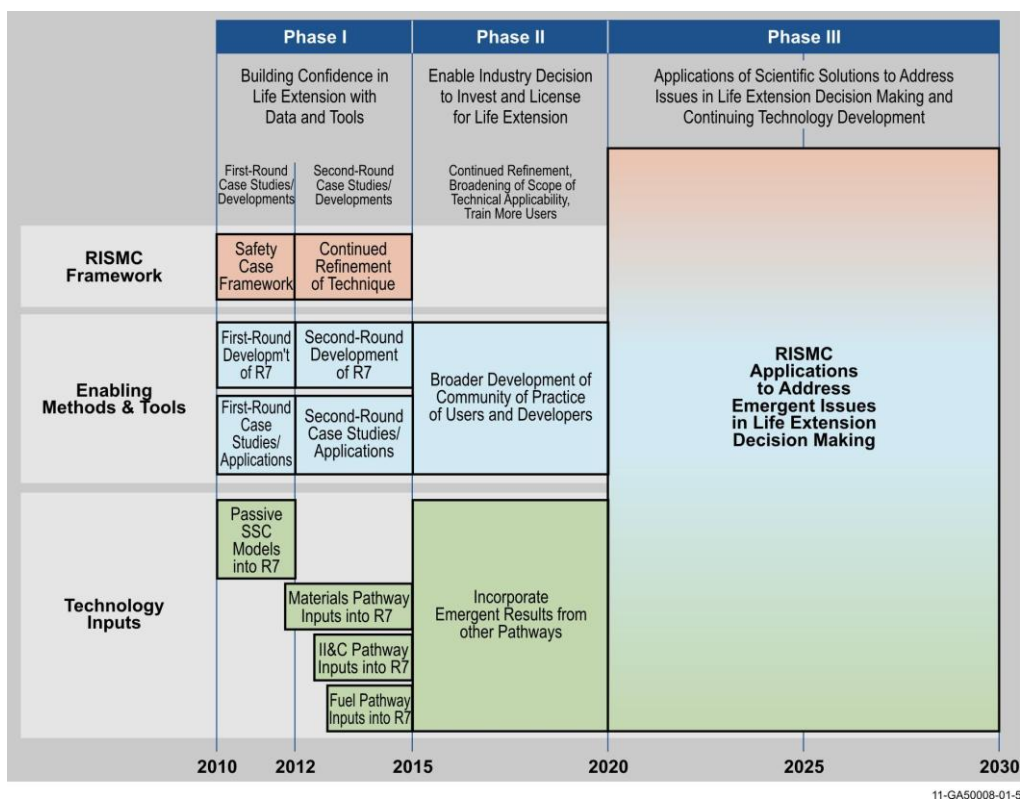 Phase I
Phase II
Phase III
Building Confidence in
Life Extension with
Data and Tools
Enable Industry Decision
to Invest and License
for Life Extension
Applications of Scientific Solutions to Address
Issues in Life Extension Decision Making and
Continuing Technology Development
First-Round
Case Studies/
Developments
Second-Round
Case Studies/
Developments
Continued Refinement,
Broadening of Scope of
Technical Applicability,
Train More Users
RISMC
Framework
Safety
Case
Framework
Continued
Refinement
of Technique
Enabling
Methods & Tools
First-Round
Developm't
of R7
Second-Round
Development
of R7
First-Round
Case
Studies/
Applications
Second-Round
Case Studies/
Applications
Broader Development of
Community of Practice
of Users and Developers
RISMC
Applications
to Address
Emergent Issues
in Life Extension
Decision Making
Technology
Inputs
Passive
SSC
Models
into R7
Materials Pathway
Inputs into R7
II&C Pathway
Inputs into R7
Fuel Pathway
Inputs into R7
Incorporate
Emergent Results from
other Pathways
2010
2012
2015
2020
2025
2030
11-GA50008-01-5